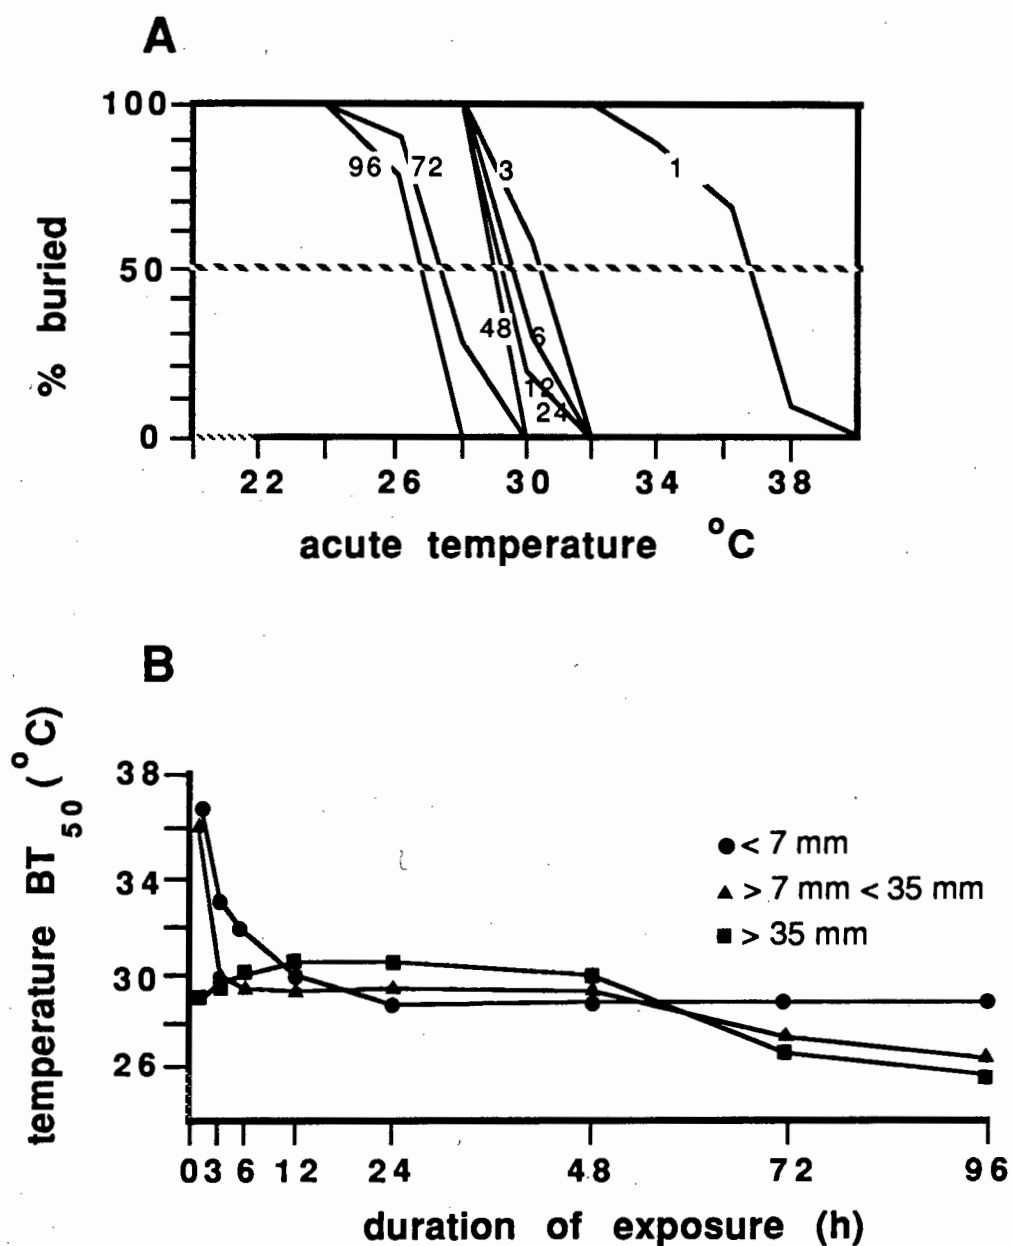 A
100
96 72 3 1
50
48 6
12
24
0
% buried
22 26 30 34 38
acute temperature °C
B
38
34
30
26
temperature BT 50 (°C)
< 7 mm
> 7 mm < 35 mm
> 35 mm
0 3 6 12 24 48 72 96
duration of exposure (h)